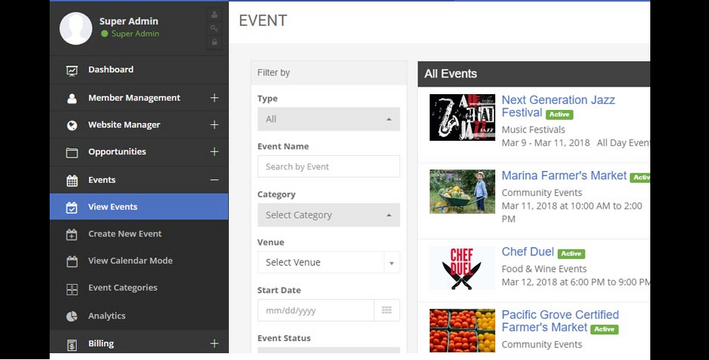 Super Admin
Super Admin
Dashboard
Member Management
Website Manager
Opportunities
Events
View Events
Create New Event
View Calendar Mode
Event Categories
Analytics
Billing
EVENT
Filter by
Type
All
Event Name
Search by Event
Category
Select Category
Venue
Select Venue
Start Date
mm/dd/yyyy
Event Status
All Events
Next Generation Jazz
Festival Active
Music Festivals
Mar 9 - Mar 11, 2018 All Day Even
Marina Farmer's Market Activ
Community Events
Mar 11, 2018 at 10:00 AM to 2:00
PM
CHEF
DUEL
Chef Duel Active
Food & Wine Events
Mar 12, 2018 at 6:00 PM to 9:00 PM
Pacific Grove Certified
Farmer's Market Active
Community Events